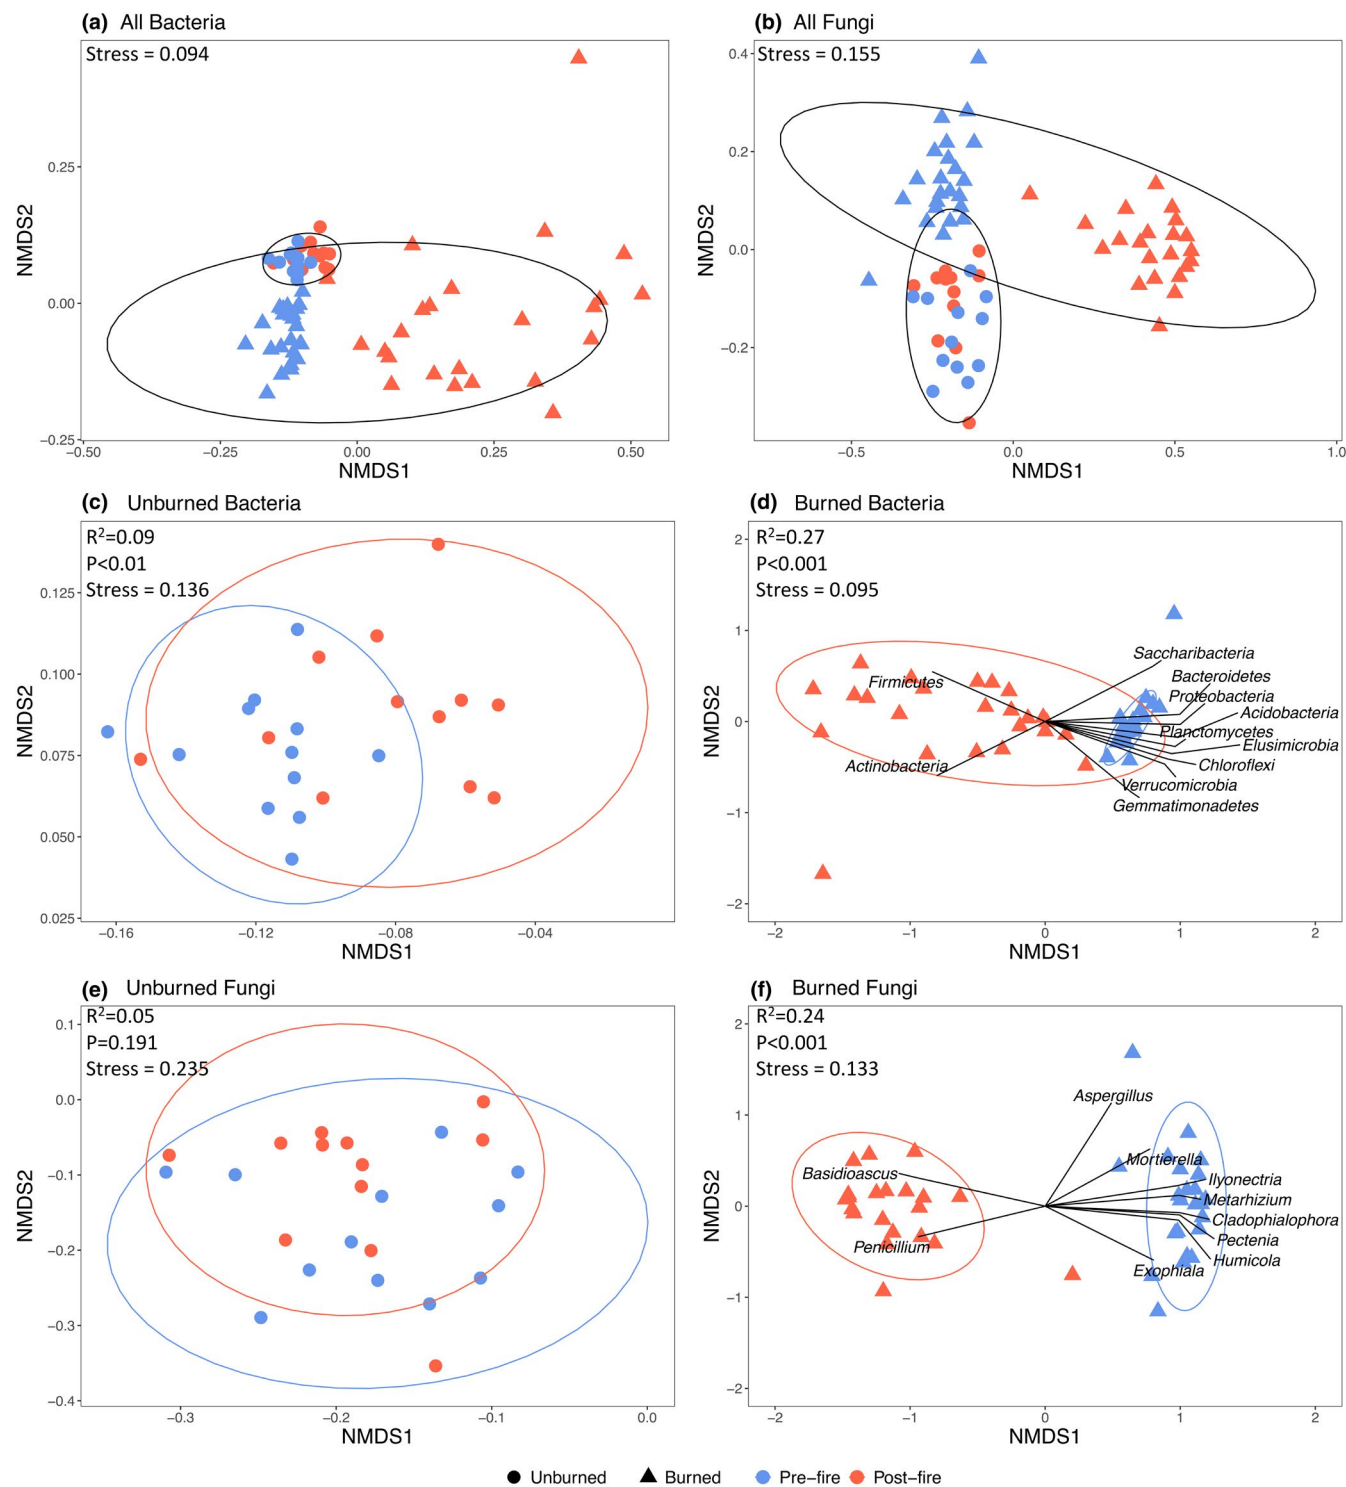 (a) All Bacteria
Stress = 0.094
0.25
0.00
−0.25
−0.50
−0.25
0.00
0.25
0.50
NMDS1
NMDS2
(b) All Fungi
Stress = 0.155
0.4
0.2
0.0
−0.2
−0.5
0.0
0.5
1.0
NMDS1
NMDS2
(c) Unburned Bacteria
R²=0.09
P<0.01
Stress = 0.136
0.125
0.100
0.075
0.050
0.025
−0.16
−0.12
−0.08
−0.04
NMDS1
NMDS2
(d) Burned Bacteria
R²=0.27
P<0.001
Stress = 0.095
2
1
0
−1
−2
Saccharibacteria
Bacteroidetes
Firmicutes
Proteobacteria
Acidobacteria
Planctomycetes
Elusimicrobia
Actinobacteria
Chloroflexi
Verrucomicrobia
Gemmatimonadetes
−2
−1
0
1
2
NMDS1
NMDS2
(e) Unburned Fungi
R²=0.05
P=0.191
Stress = 0.235
0.1
0.0
−0.1
−0.2
−0.3
−0.4
−0.3
−0.2
−0.1
0.0
NMDS1
NMDS2
(f) Burned Fungi
R²=0.24
P<0.001
Stress = 0.133
2
1
0
−1
−2
Aspergillus
Mortierella
Basidioascus
Ilyonectria
Metarhizium
Cladophialophora
Pectenia
Penicillium
Humicola
Exophiala
−2
−1
0
1
2
NMDS1
NMDS2
Unburned Burned Pre−fire Post−fire